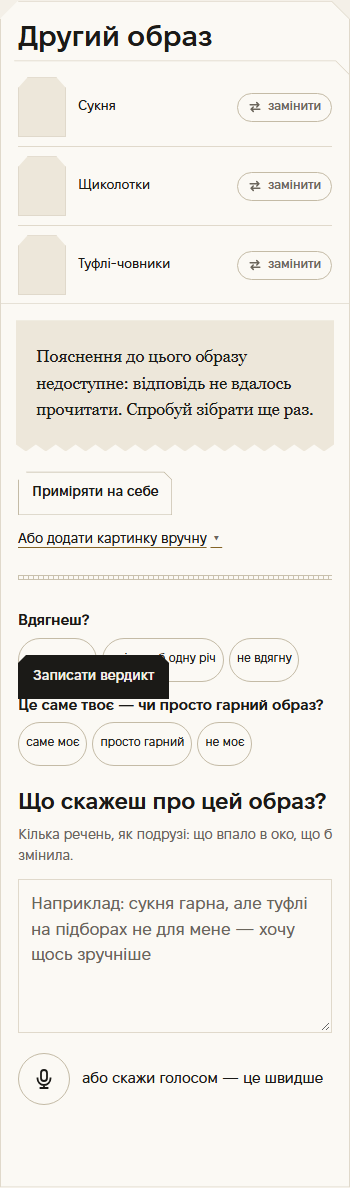 Другий образ
Сукня
замінити
Щиколотки
замінити
Туфлі-човники
замінити
Пояснення до цього образу
недоступне: відповідь не вдалось
прочитати. Спробуй зібрати ще раз.
Приміряти на себе
Або додати картинку вручну
Вдягнеш?
одну річ
не вдягну
Записати вердикт
Це саме твоє — чи просто гарний образ?
саме моє
просто гарний
не моє
Що скажеш про цей образ?
Кілька речень, як подрузі: що впало в око, що б
змінила.
Наприклад: сукня гарна, але туфлі
на підборах не для мене — хочу
щось зручніше
або скажи голосом — це швидше